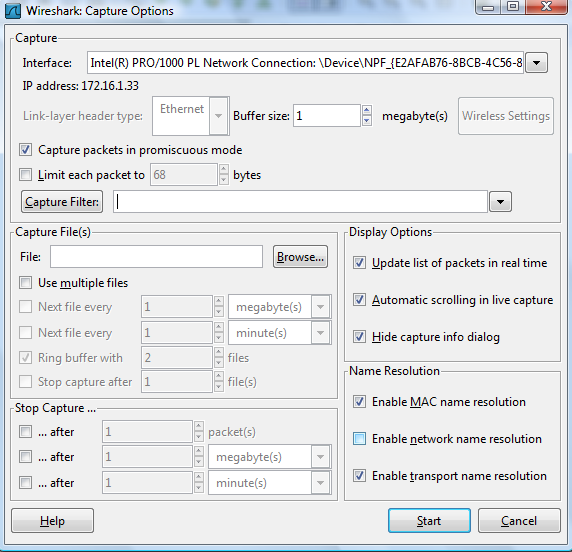 Wireshark: Capture Options
Capture
Interface: Intel(R) PRO/1000 PL Network Connection: \Device\NPF_{E2AFAB76-8BCB-4C56-8
IP address: 172.16.1.33
Link-layer header type: Ethernet Buffer size: 1 megabyte(s) Wireless Settings
Capture packets in promiscuous mode
Limit each packet to 68 bytes
Capture Filter:
Capture File(s)
File: Browse...
Use multiple files
Next file every 1 megabyte(s)
Next file every 1 minute(s)
Ring buffer with 2 files
Stop capture after 1 file(s)
Stop Capture ...
... after 1 packet(s)
... after 1 megabyte(s)
... after 1 minute(s)
Display Options
Update list of packets in real time
Automatic scrolling in live capture
Hide capture info dialog
Name Resolution
Enable MAC name resolution
Enable network name resolution
Enable transport name resolution
Help Start Cancel